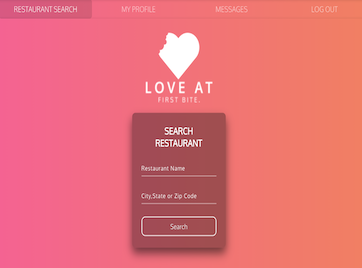 RESTAURANT SEARCH
MY PROFILE
MESSAGES
LOG OUT
LOVE AT
FIRST BITE.
SEARCH
RESTAURANT
Restaurant Name
City,State or Zip Code
Search